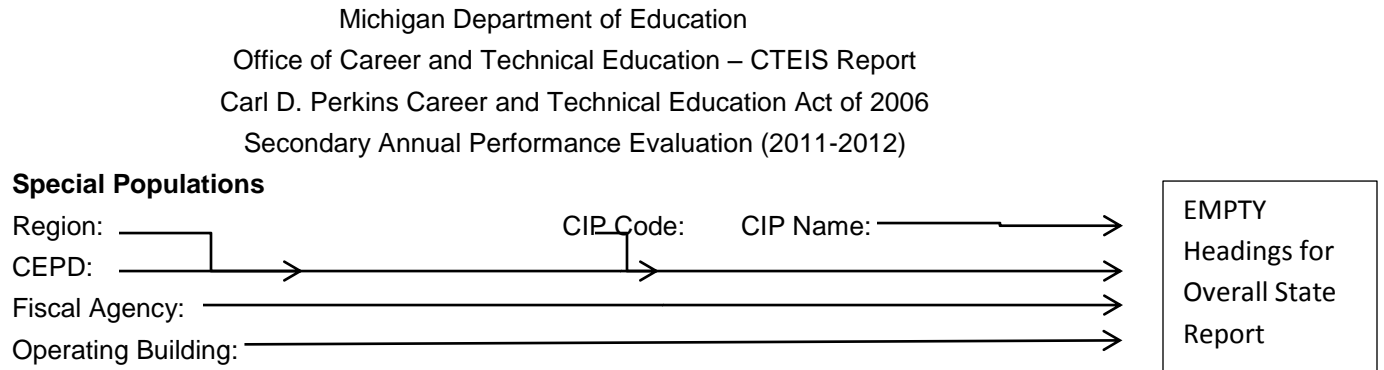 Michigan Department of Education
Office of Career and Technical Education – CTEIS Report
Carl D. Perkins Career and Technical Education Act of 2006
Secondary Annual Performance Evaluation (2011-2012)
Special Populations
Region: CIP Code: CIP Name:
CEPD:
Fiscal Agency:
Operating Building:
EMPTY
Headings for
Overall State
Report